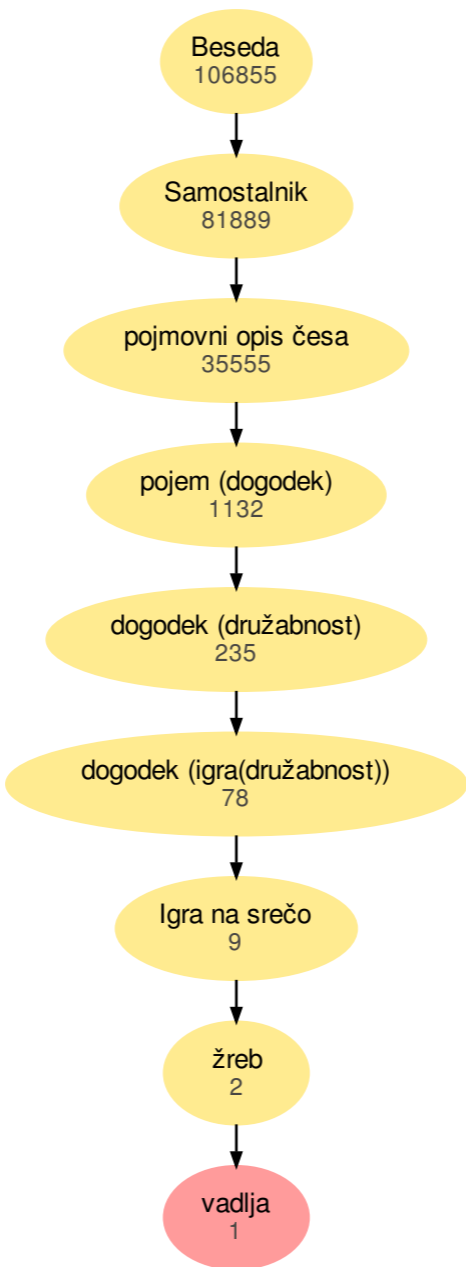 Beseda
106855
Samostalnik
81889
pojmovni opis česa
35555
pojem (dogodek)
1132
dogodek (družabnost)
235
dogodek (igra(družabnost))
78
Igra na srečo
9
žreb
2
vadlja
1